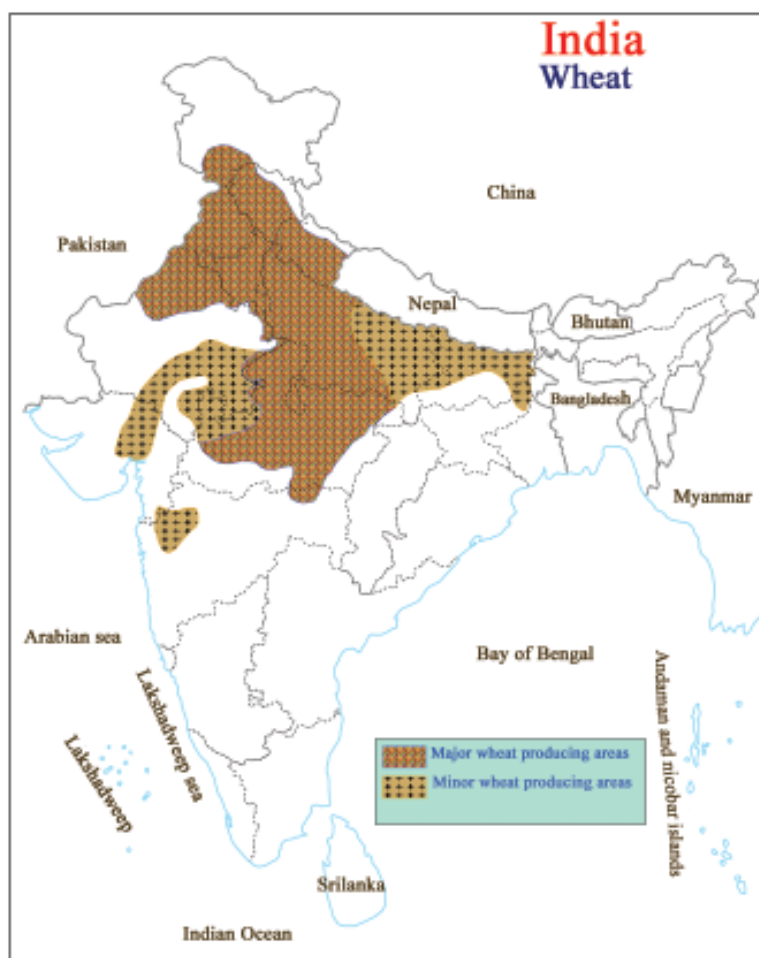 India
Wheat
China
Pakistan
Nepal
Bhutan
Bangladesh
Myanmar
Arabian sea
Bay of Bengal
Andaman and nicobar islands
Lakshadweep sea
Lakshadweep
Major wheat producing areas
Minor wheat producing areas
Srilanka
Indian Ocean